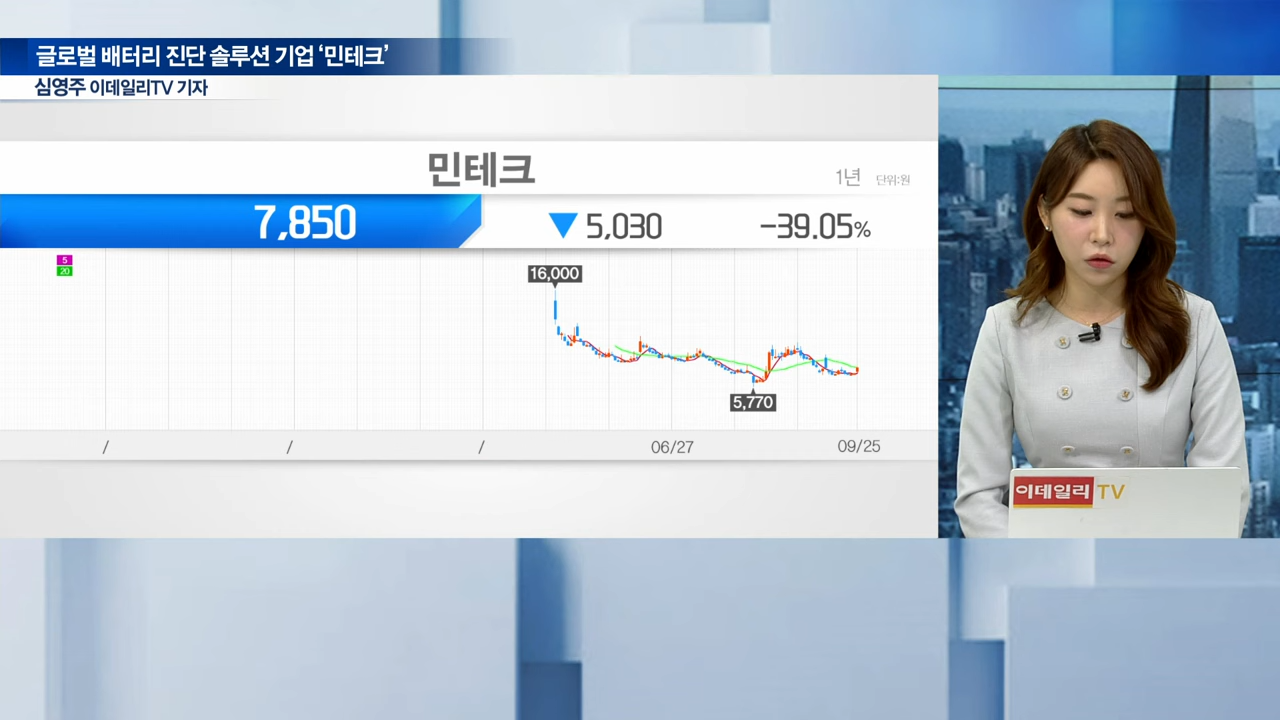 글로벌 배터리 진단 솔루션 기업 ‘민테크’
심영주 이데일리TV 기자
민테크
1년 단위:원
7,850 ▼ 5,030 -39.05%
5
20
16,000
5,770
/ / / 06/27 09/25
이데일리TV